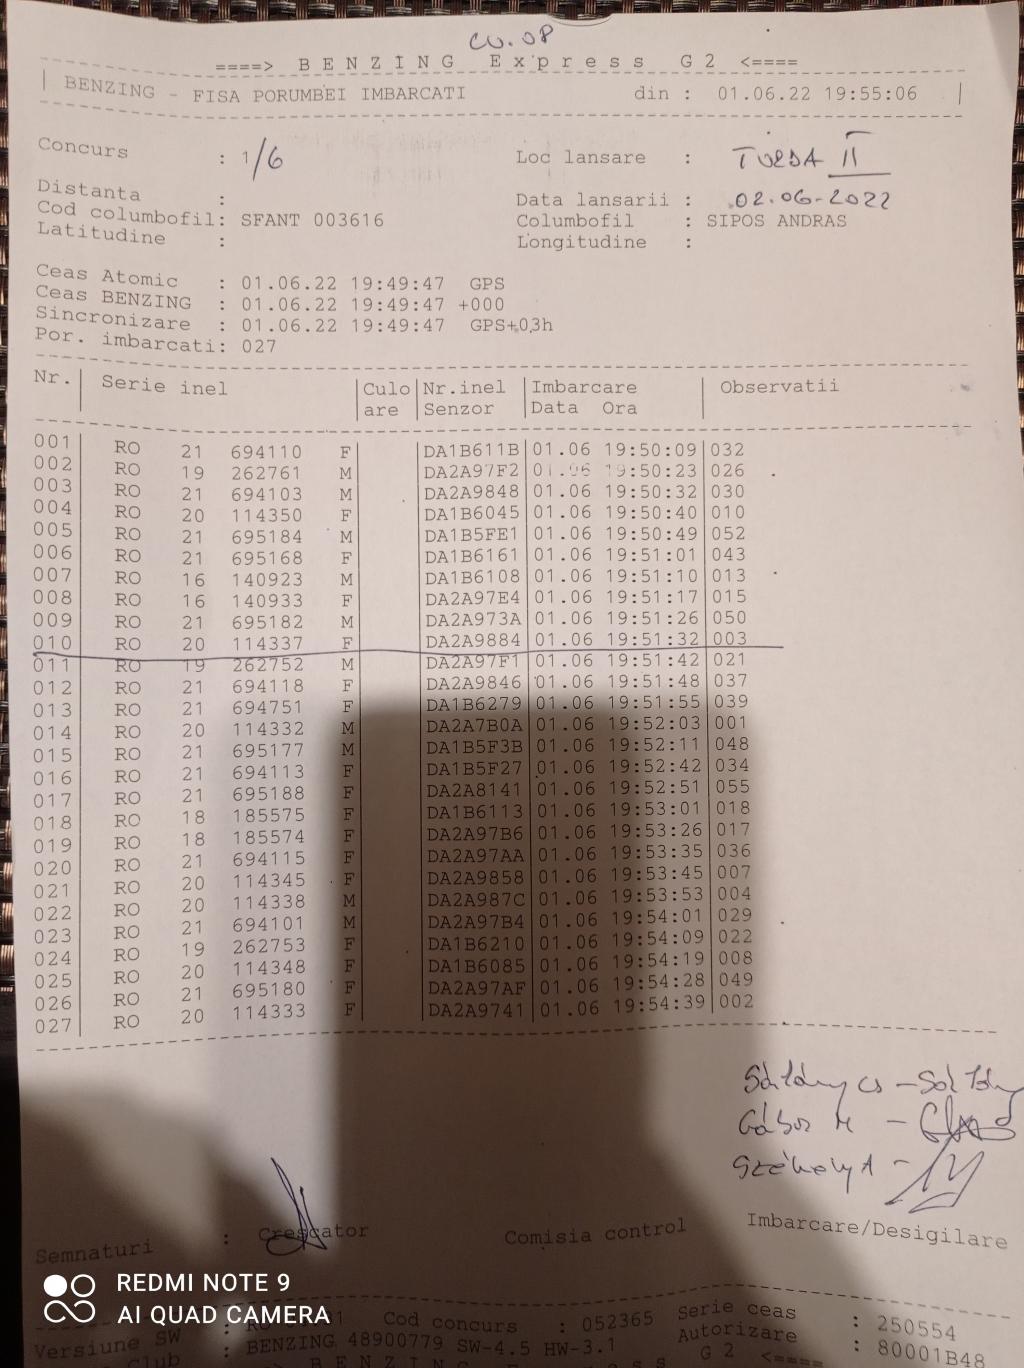 CU.08
====> BENZING Express G2 <====
BENZING - FISA PORUMBEI IMBARCATI din : 01.06.22 19:55:06
Concurs : 1/6 Loc lansare : TURDA II
Distanta : Data lansarii : 02.06-2022
Cod columbofil: SFANT 003616 Columbofil : SIPOS ANDRAS
Latitudine : Longitudine :
Ceas Atomic : 01.06.22 19:49:47 GPS
Ceas BENZING : 01.06.22 19:49:47 +000
Sincronizare : 01.06.22 19:49:47 GPS+03h
Por. imbarcati: 027
Nr. Serie inel Culo Nr.inel Imbarcare Observatii
are Senzor Data Ora
001 RO 21 694110 F DA1B611B 01.06 19:50:09 032
002 RO 19 262761 M DA2A97F2 01.06 19:50:23 026
003 RO 21 694103 M DA2A9848 01.06 19:50:32 030
004 RO 20 114350 F DA1B6045 01.06 19:50:40 010
005 RO 21 695184 M DA1B5FE1 01.06 19:50:49 052
006 RO 21 695168 F DA1B6161 01.06 19:51:01 043
007 RO 16 140923 M DA1B6108 01.06 19:51:10 013
008 RO 16 140933 F DA2A97E4 01.06 19:51:17 015
009 RO 21 695182 M DA2A973A 01.06 19:51:26 050
010 RO 20 114337 F DA2A9884 01.06 19:51:32 003
011 RO 19 262752 M DA2A97F1 01.06 19:51:42 021
012 RO 21 694118 F DA2A9846 01.06 19:51:48 037
013 RO 21 694751 F DA1B6279 01.06 19:51:55 039
014 RO 20 114332 M DA2A7B0A 01.06 19:52:03 001
015 RO 21 695177 M DA1B5F3B 01.06 19:52:11 048
016 RO 21 694113 F DA1B5F27 01.06 19:52:42 034
017 RO 21 695188 F DA2A8141 01.06 19:52:51 055
018 RO 18 185575 F DA1B6113 01.06 19:53:01 018
019 RO 18 185574 F DA2A97B6 01.06 19:53:26 017
020 RO 21 694115 F DA2A97AA 01.06 19:53:35 036
021 RO 20 114345 F DA2A9858 01.06 19:53:45 007
022 RO 20 114338 M DA2A987C 01.06 19:53:53 004
023 RO 21 694101 M DA2A97B4 01.06 19:54:01 029
024 RO 19 262753 F DA1B6210 01.06 19:54:09 022
025 RO 20 114348 F DA1B6085 01.06 19:54:19 008
026 RO 21 695180 F DA2A97AF 01.06 19:54:28 049
027 RO 20 114333 F DA2A9741 01.06 19:54:39 002
Gábor M -
Székely A -
Semnaturi : Crescator Comisia control Imbarcare/Desigilare
REDMI NOTE 9
AI QUAD CAMERA
Cod concurs : 052365 Serie ceas : 250554
Versiune SW BENZING 48900779 SW-4.5 HW-3.1 Autorizare : 80001B48
Club ====> BENZING G2 <====